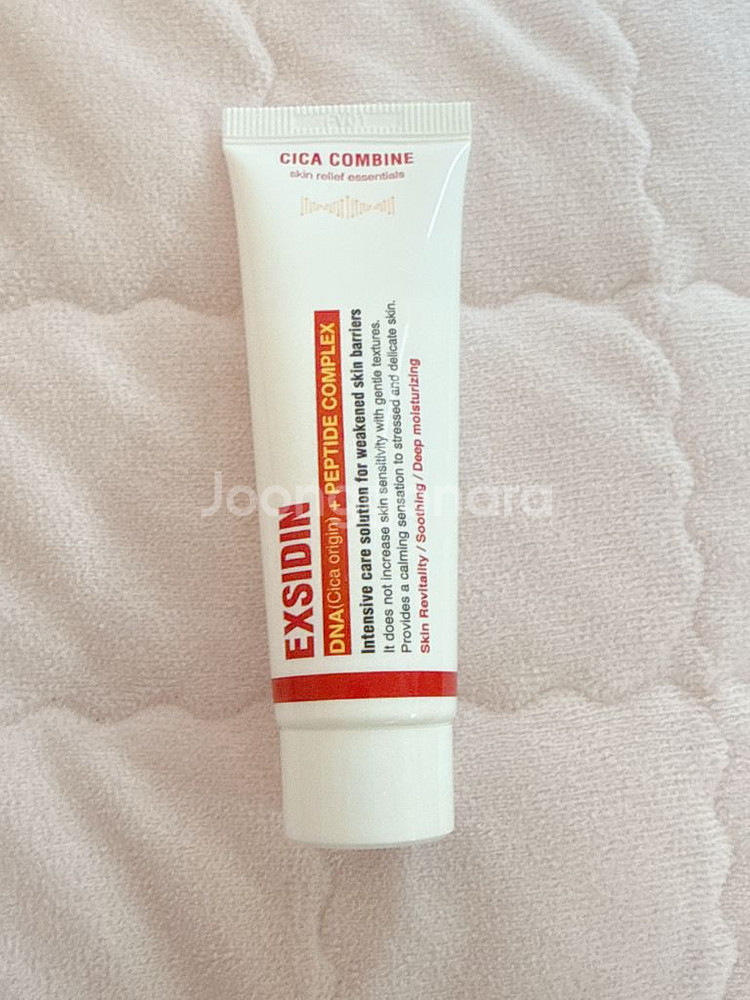 CICA COMBINE
skin relief essentials
EXSIDIN
DNA(Cica origin) + PEPTIDE COMPLEX
Intensive care solution for weakened skin barriers
It does not increase skin sensitivity with gentle textures.
Provides a calming sensation to stressed and delicate skin.
Skin Revitality / Soothing / Deep moisturizing